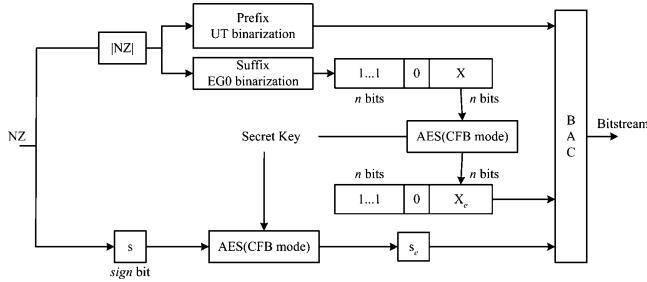 Prefix
UT binarization
|NZ|
Suffix
EG0 binarization
1...1 0 X
n bits n bits
B
A
C
Bitstream
NZ
Secret Key
AES(CFB mode)
n bits n bits
1...1 0 Xe
s
AES(CFB mode)
se
sign bit